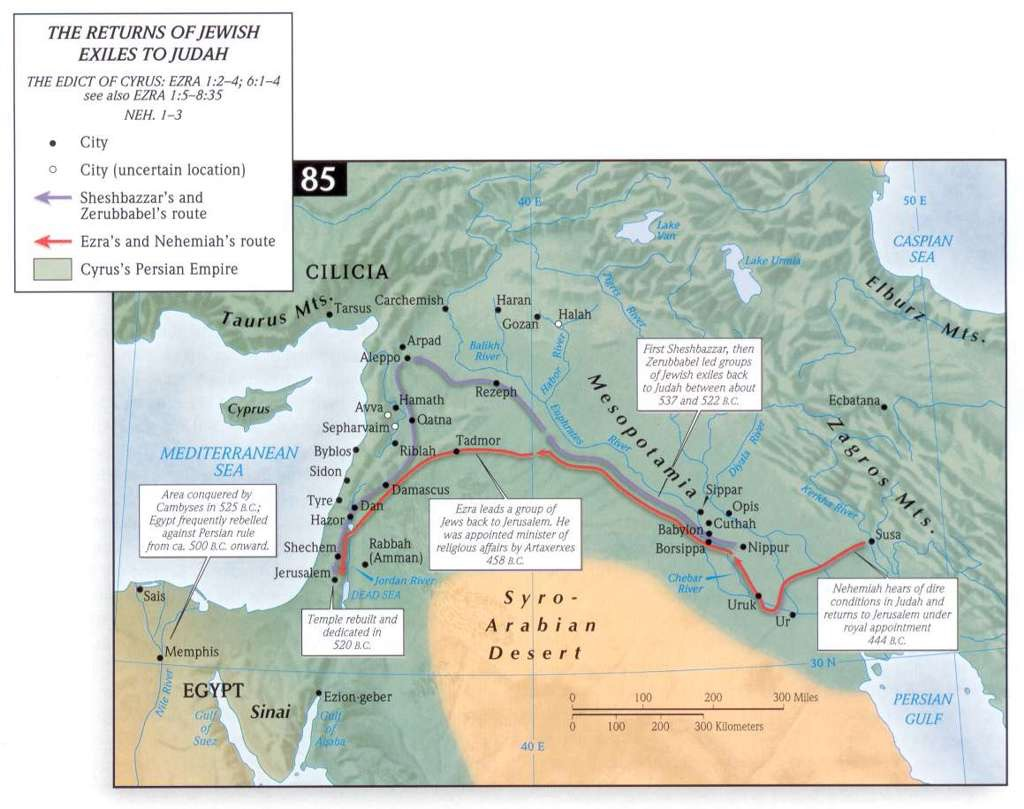 THE RETURNS OF JEWISH
EXILES TO JUDAH
THE EDICT OF CYRUS: EZRA 1:2–4; 6:1–4
see also EZRA 1:5–8:35
NEH. 1–3
City
City (uncertain location)
Sheshbazzar's and
Zerubbabel's route
Ezra's and Nehemiah's route
Cyrus's Persian Empire
85
40 E
50 E
CASPIAN
SEA
Lake
Van
Lake Urmia
Elburz Mts.
CILICIA
Taurus Mts.
Tarsus
Carchemish
Haran
Gozan
Halah
Tigris River
Balikh
River
Habor River
Arpad
Aleppo
Rezeph
First Sheshbazzar, then
Zerubbabel led groups
of Jewish exiles back
to Judah between about
537 and 522 B.C.
Mesopotamia
Euphrates River
Ecbatana
Zagros Mts.
Diyala River
Kerkha River
Cyprus
Avva
Hamath
Qatna
Sepharvaim
Riblah
Tadmor
Byblos
MEDITERRANEAN
SEA
Sidon
Damascus
Tyre
Dan
Hazor
Area conquered by
Cambyses in 525 B.C.;
Egypt frequently rebelled
against Persian rule
from ca. 500 B.C. onward.
Ezra leads a group of
Jews back to Jerusalem. He
was appointed minister of
religious affairs by Artaxerxes
458 B.C.
Sippar
Opis
Cuthah
Babylon
Borsippa
Nippur
Susa
Shechem
Rabbah
(Amman)
Jerusalem
Jordan River
DEAD SEA
Chebar
River
Uruk
Ur
Nehemiah hears of dire
conditions in Judah and
returns to Jerusalem under
royal appointment
444 B.C.
Sais
Temple rebuilt and
dedicated in
520 B.C.
Syro-
Arabian
Desert
Memphis
30 N
Nile River
EGYPT
Sinai
Ezion-geber
Gulf
of
Suez
Gulf
of
Aqaba
PERSIAN
GULF
0 100 200 300 Miles
0 100 200 300 Kilometers
40 E